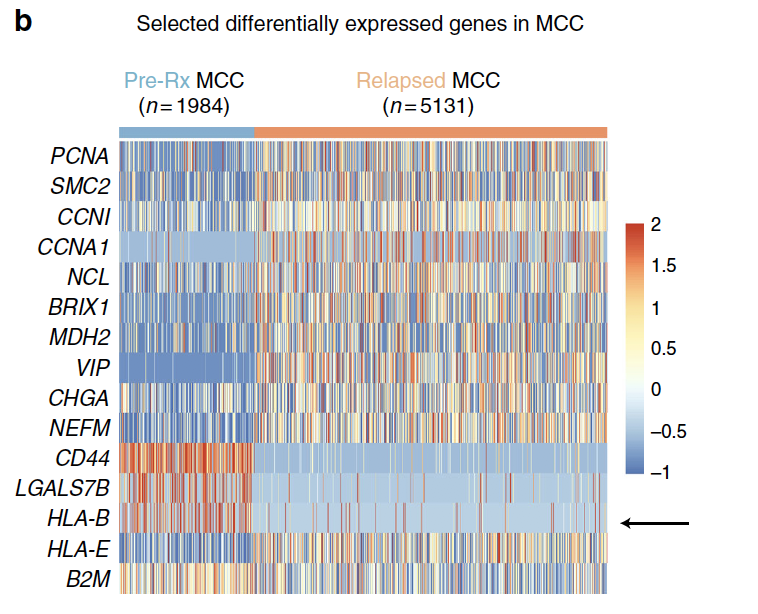 b
Selected differentially expressed genes in MCC
Pre-Rx MCC
(n=1984)
Relapsed MCC
(n=5131)
PCNA
SMC2
CCNI
CCNA1
NCL
BRIX1
MDH2
VIP
CHGA
NEFM
CD44
LGALS7B
HLA-B
HLA-E
B2M
2
1.5
1
0.5
0
−0.5
−1